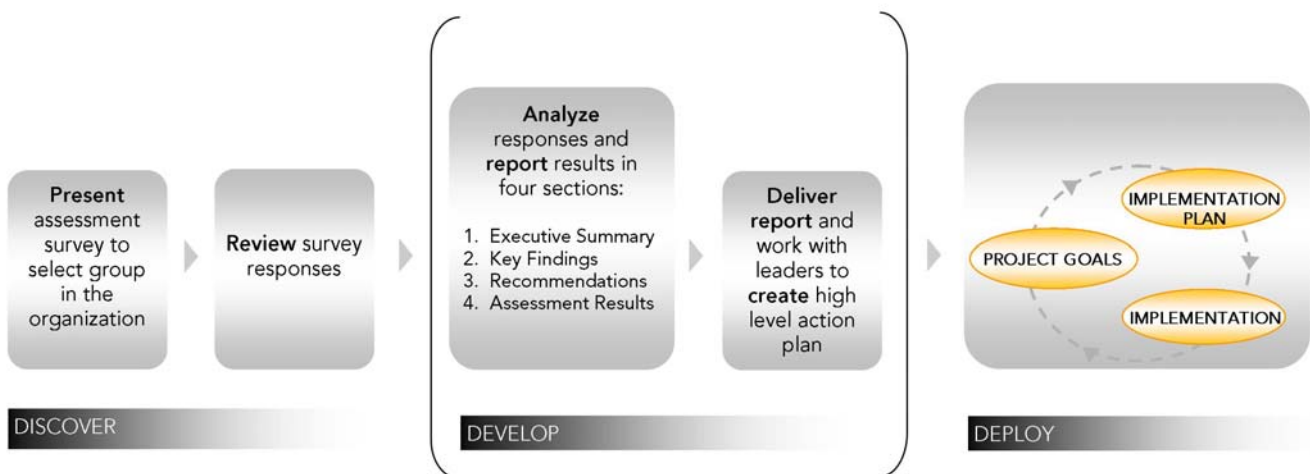 Present
assessment
survey to
select group
in the
organization
Review survey
responses
Analyze
responses and
report results in
four sections:
1. Executive Summary
2. Key Findings
3. Recommendations
4. Assessment Results
Deliver
report and
work with
leaders to
create high
level action
plan
IMPLEMENTATION
PLAN
PROJECT GOALS
IMPLEMENTATION
DISCOVER
DEVELOP
DEPLOY